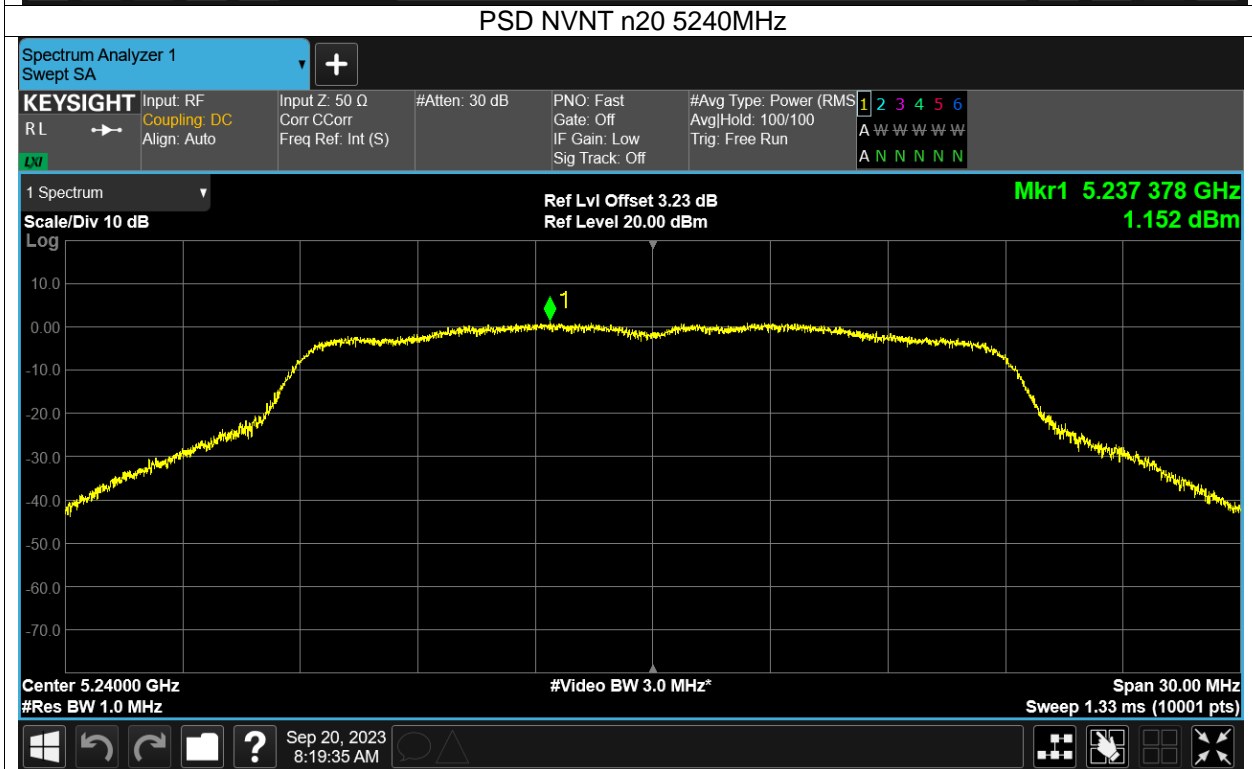 PSD NVNT n20 5240MHz
Spectrum Analyzer 1
Swept SA
KEYSIGHT
RL
LXI
Input: RF
Coupling: DC
Align: Auto
Input Z: 50 Ω
Corr CCorr
Freq Ref: Int (S)
#Atten: 30 dB
PNO: Fast
Gate: Off
IF Gain: Low
Sig Track: Off
#Avg Type: Power (RMS
Avg|Hold: 100/100
Trig: Free Run
1 2 3 4 5 6
A W W W W W
A N N N N N
1 Spectrum
Scale/Div 10 dB
Ref Lvl Offset 3.23 dB
Ref Level 20.00 dBm
Mkr1 5.237 378 GHz
1.152 dBm
Log
10.0
0.00
-10.0
-20.0
-30.0
-40.0
-50.0
-60.0
-70.0
1
Center 5.24000 GHz
#Res BW 1.0 MHz
#Video BW 3.0 MHz*
Span 30.00 MHz
Sweep 1.33 ms (10001 pts)
?
Sep 20, 2023
8:19:35 AM